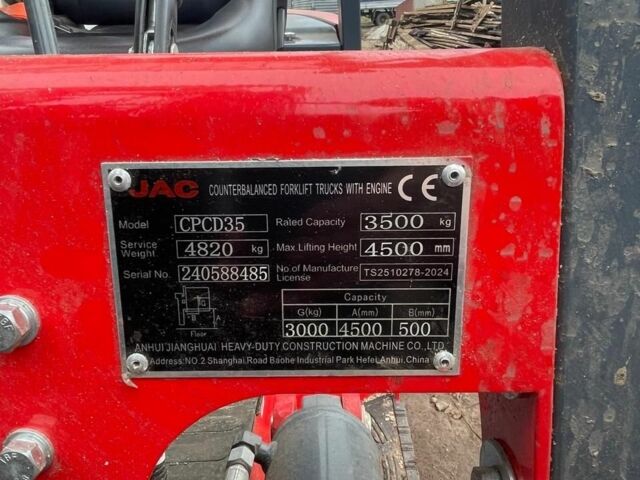 JAC COUNTERBALANCED FORKLIFT TRUCKS WITH ENGINE CE
Model CPCD35 Rated Capacity 3500 kg
Service Weight 4820 kg Max Lifting Height 4500 mm
Serial No. 240588485 No of Manufacture License TS2510278-2024
Capacity
G(kg) A(mm) B(mm)
3000 4500 500
Floor
ANHUI JIANGHUAI HEAVY-DUTY CONSTRUCTION MACHINE CO.,LTD.
Address:NO.2 Shanghai Road Baohe Industrial Park Hefei,Anhui,China